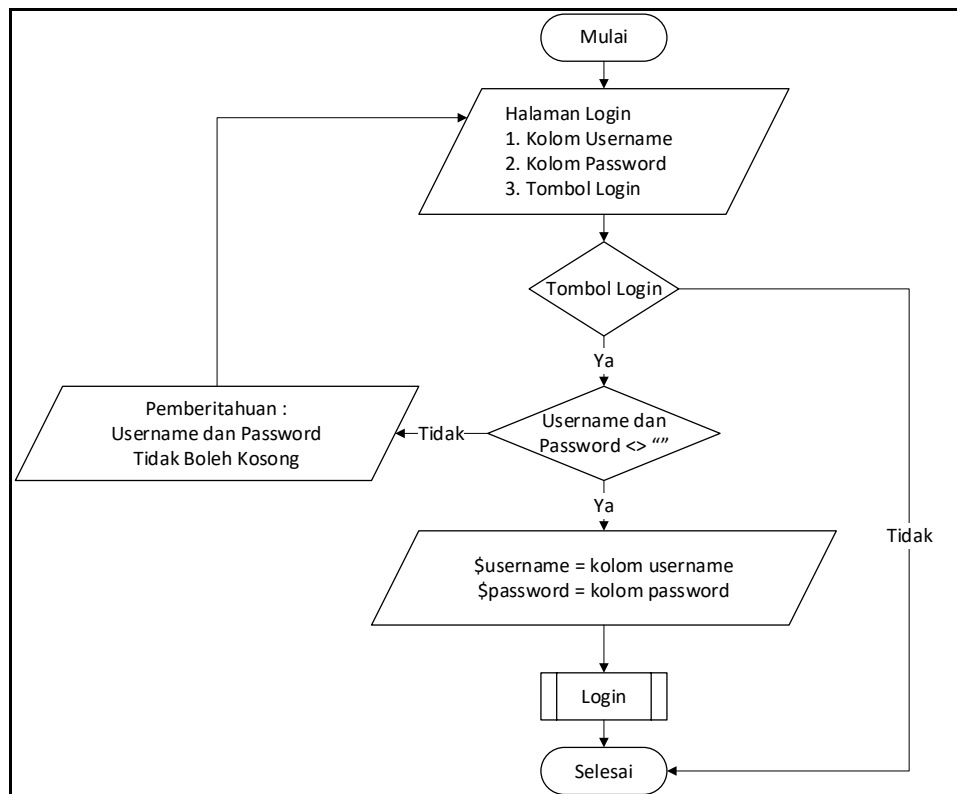 Mulai
Halaman Login
1. Kolom Username
2. Kolom Password
3. Tombol Login
Tombol Login
Ya
Username dan
Password <> “”
Tidak
Pemberitahuan :
Username dan Password
Tidak Boleh Kosong
Ya
Tidak
$username = kolom username
$password = kolom password
Login
Selesai